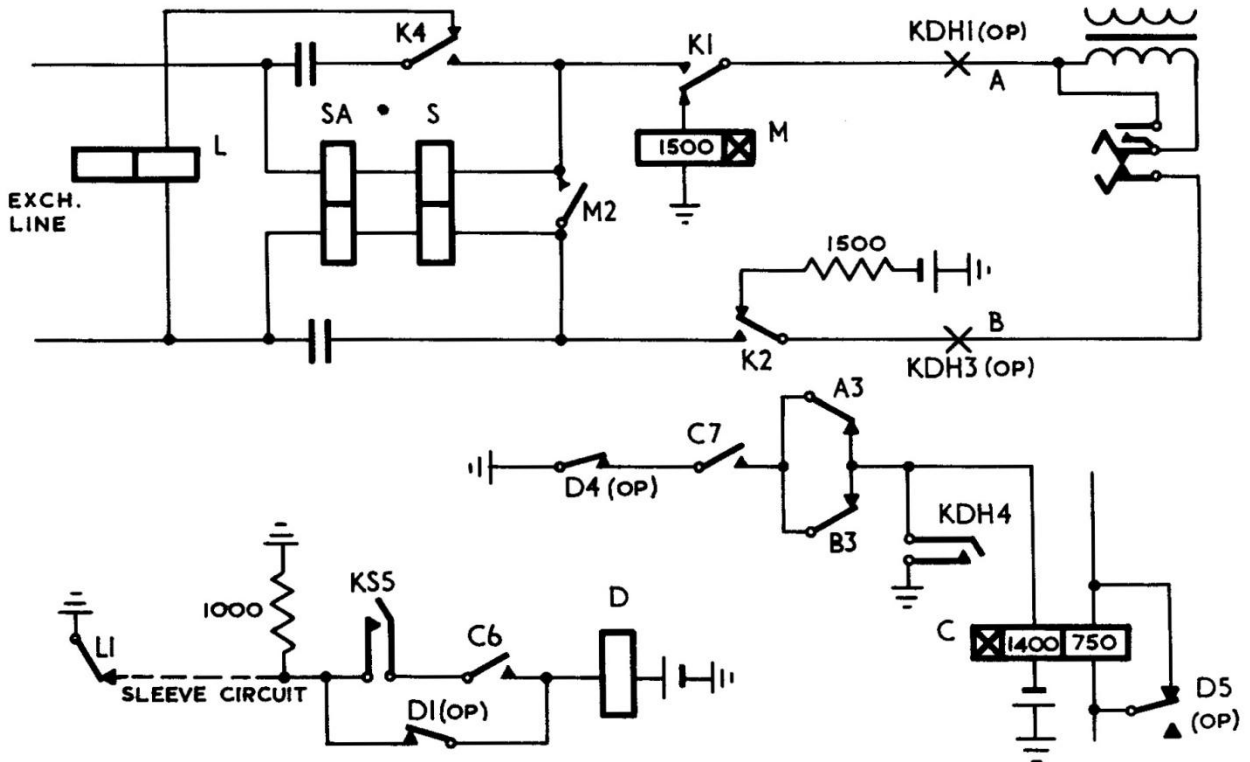 KDH1(OP)
K4
K1
A
SA • S
L
1500
M
EXCH.
LINE
M2
1500
B
K2
KDH3(OP)
A3
C7
D4(OP)
KDH4
B3
KS5
D
1000
C6
C
1400
750
L1
SLEEVE CIRCUIT
D1(OP)
D5
(OP)